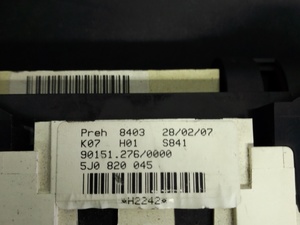 Preh 8403 28/02/07
K07 H01 S841
90151.276/0000
5J0 820 045
*H2242*